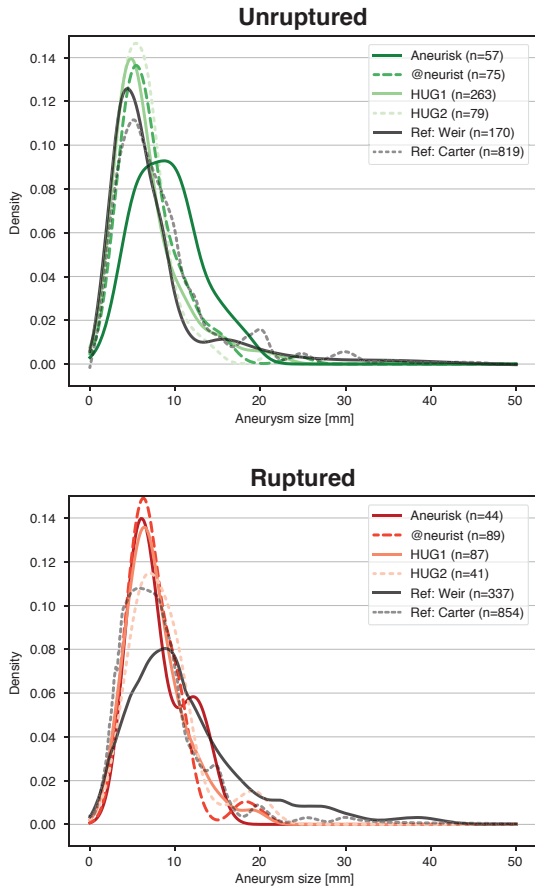 Unruptured
0.14
0.12
0.10
0.08
0.06
0.04
0.02
0.00
Density
Aneurisk (n=57)
@neurist (n=75)
HUG1 (n=263)
HUG2 (n=79)
Ref: Weir (n=170)
Ref: Carter (n=819)
0 10 20 30 40 50
Aneurysm size [mm]
Ruptured
0.14
0.12
0.10
0.08
0.06
0.04
0.02
0.00
Density
Aneurisk (n=44)
@neurist (n=89)
HUG1 (n=87)
HUG2 (n=41)
Ref: Weir (n=337)
Ref: Carter (n=854)
0 10 20 30 40 50
Aneurysm size [mm]